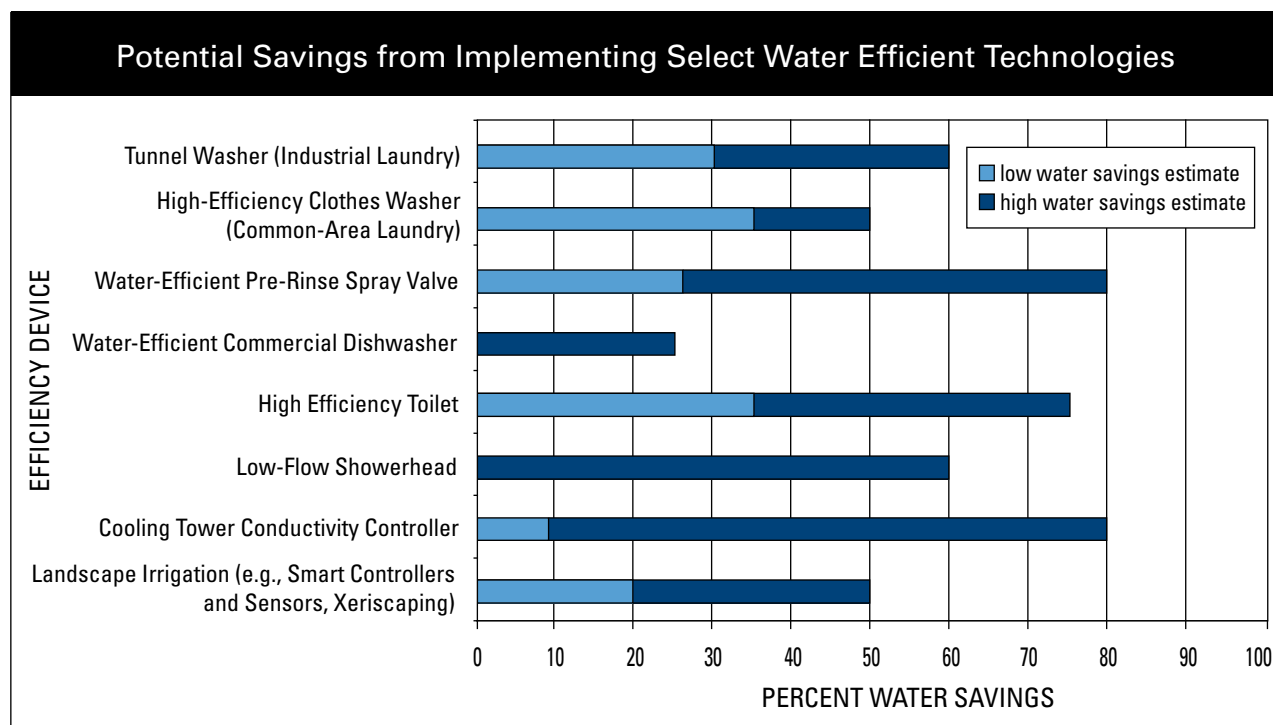 Potential Savings from Implementing Select Water Efficient Technologies
Tunnel Washer (Industrial Laundry)
High-Efficiency Clothes Washer
(Common-Area Laundry)
Water-Efficient Pre-Rinse Spray Valve
Water-Efficient Commercial Dishwasher
High Efficiency Toilet
Low-Flow Showerhead
Cooling Tower Conductivity Controller
Landscape Irrigation (e.g., Smart Controllers
and Sensors, Xeriscaping)
EFFICIENCY DEVICE
low water savings estimate
high water savings estimate
0 10 20 30 40 50 60 70 80 90 100
PERCENT WATER SAVINGS